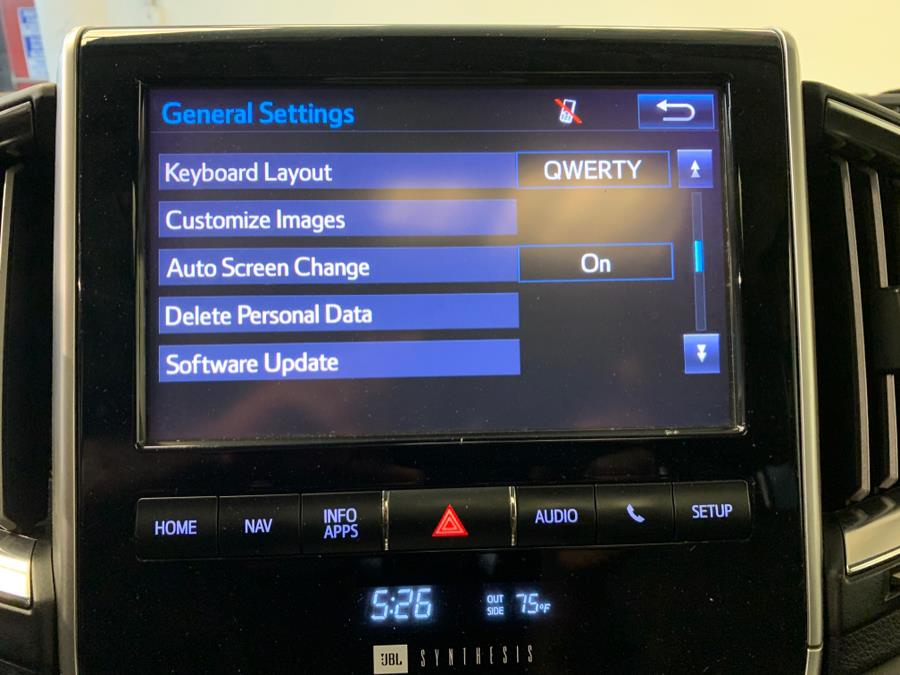 General Settings
Keyboard Layout QWERTY
Customize Images
Auto Screen Change On
Delete Personal Data
Software Update
HOME NAV INFO APPS AUDIO SETUP
5:26 OUT SIDE 75°F
JBL SYNTHESIS